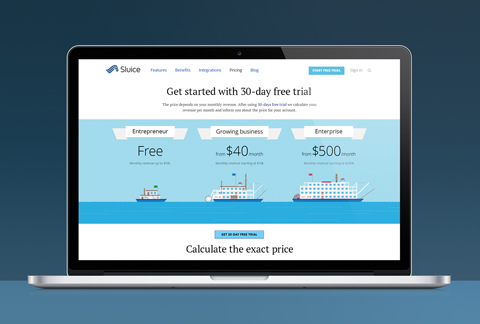 Sluice
Features Benefits Integrations Pricing Blog
START FREE TRIAL Sign in
Get started with 30-day free trial
The price depends on your monthly revenue. After using 30-days free trial we calculate your
revenue per month and inform you about the price for your account.
Entrepreneur Growing business Enterprise
Free from $40/month from $500/month
Monthly revenue up to Monthly revenue starting at Monthly revenue starting at
GET 30-DAY FREE TRIAL
Calculate the exact price